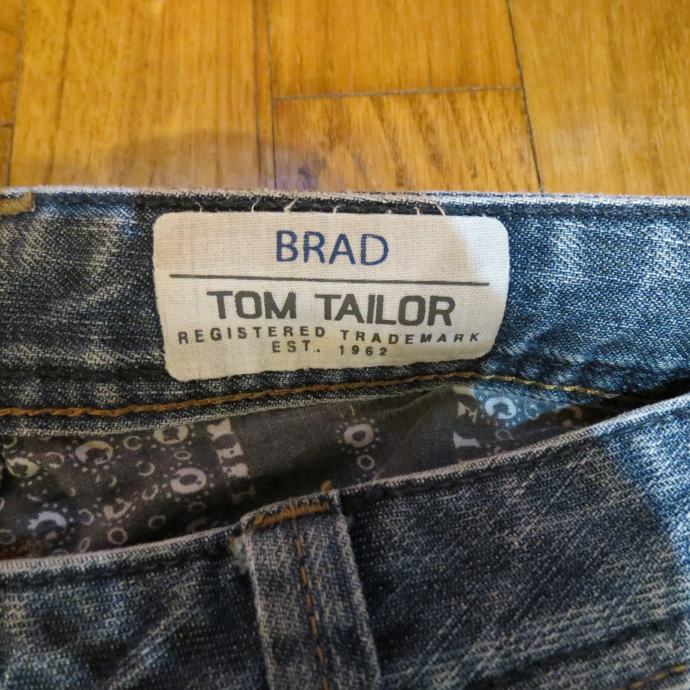 BRAD
TOM TAILOR
REGISTERED TRADEMARK
EST. 1962